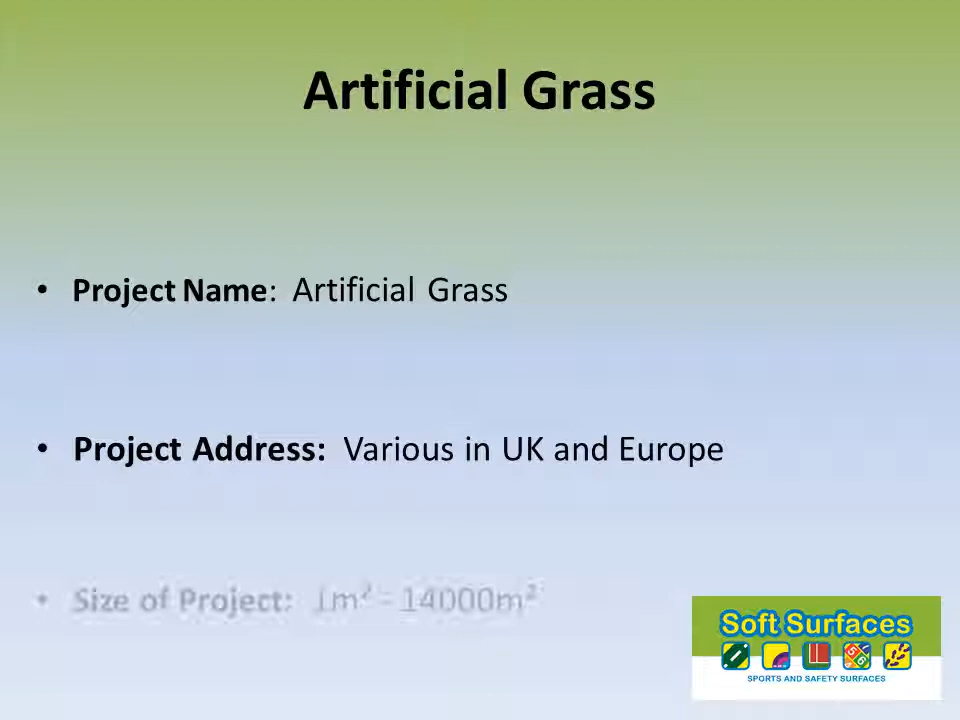 Artificial Grass
• Project Name: Artificial Grass
• Project Address: Various in UK and Europe
• Size of Project: 1m² - 14000m²
Soft Surfaces
SPORTS AND SAFETY SURFACES